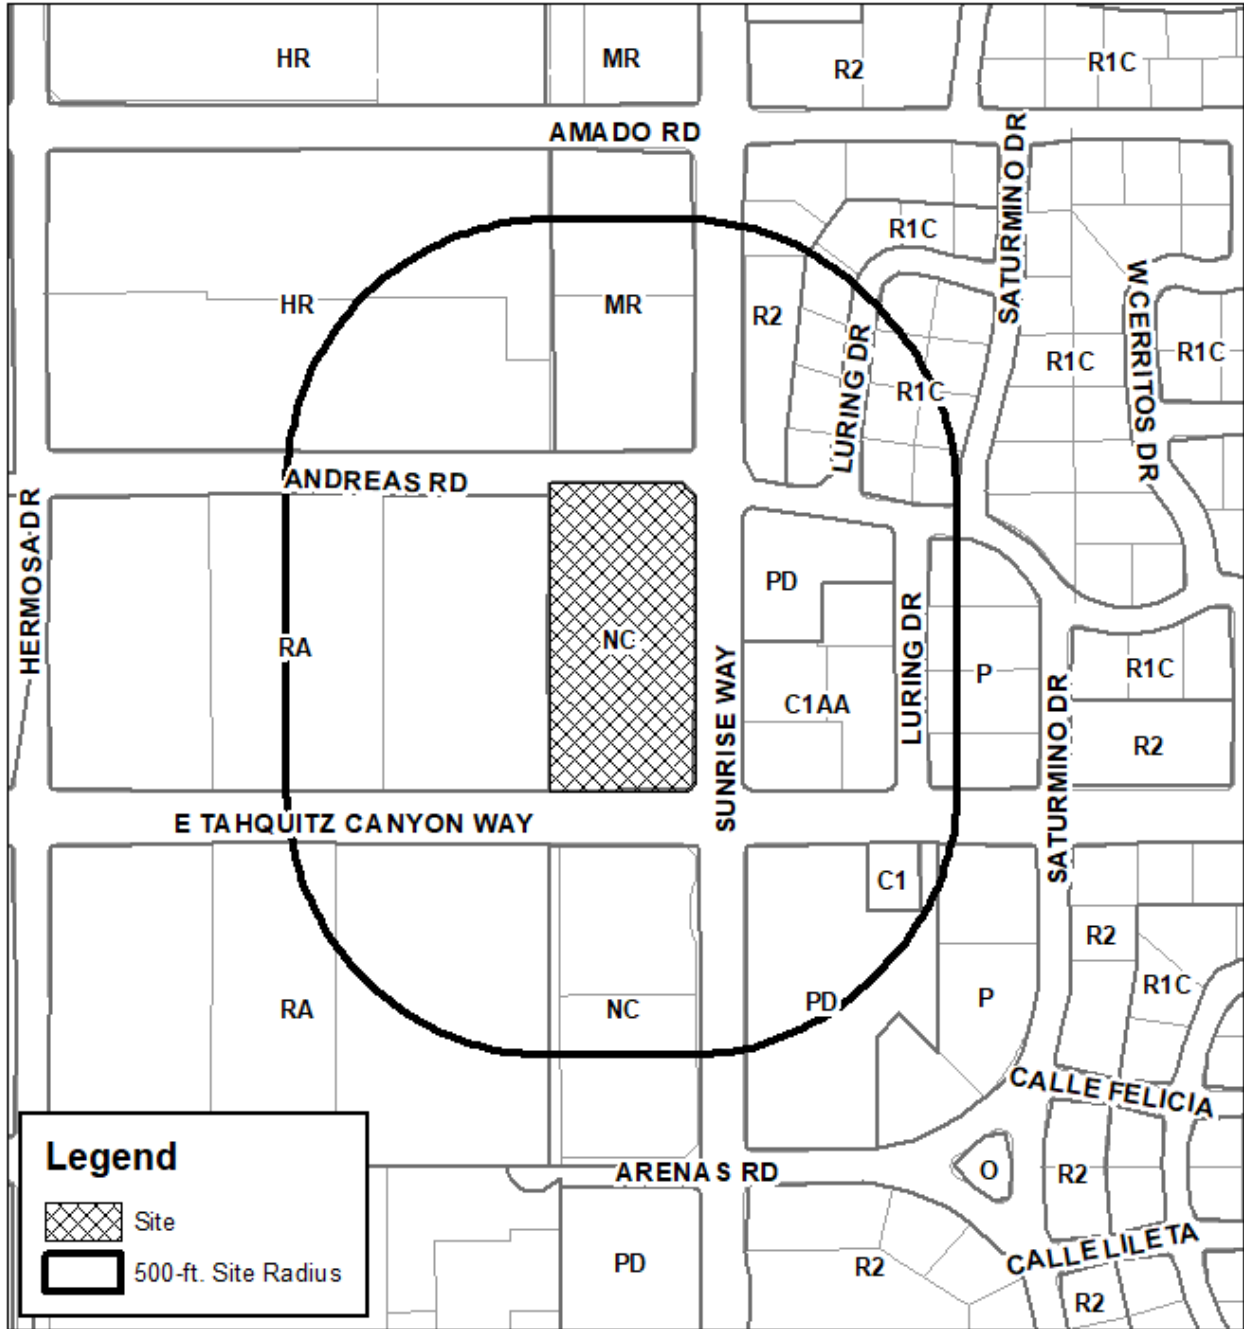 HR
MR
R2
R1C
AMADO RD
SATURMINO DR
R1C
HR
MR
R2
W CERRITOS DR
R1C
R1C
LURING DR
R1C
ANDREAS RD
HERMOSA DR
NC
PD
LURING DR
RA
SUNRISE WAY
C1AA
P
R1C
SATURMINO DR
R2
E TAHQUITZ CANYON WAY
C1
R2
RA
NC
PD
P
R1C
CALLE FELICIA
ARENAS RD
O
R2
CALLE LILETA
PD
R2
R2
Legend
Site
500-ft. Site Radius